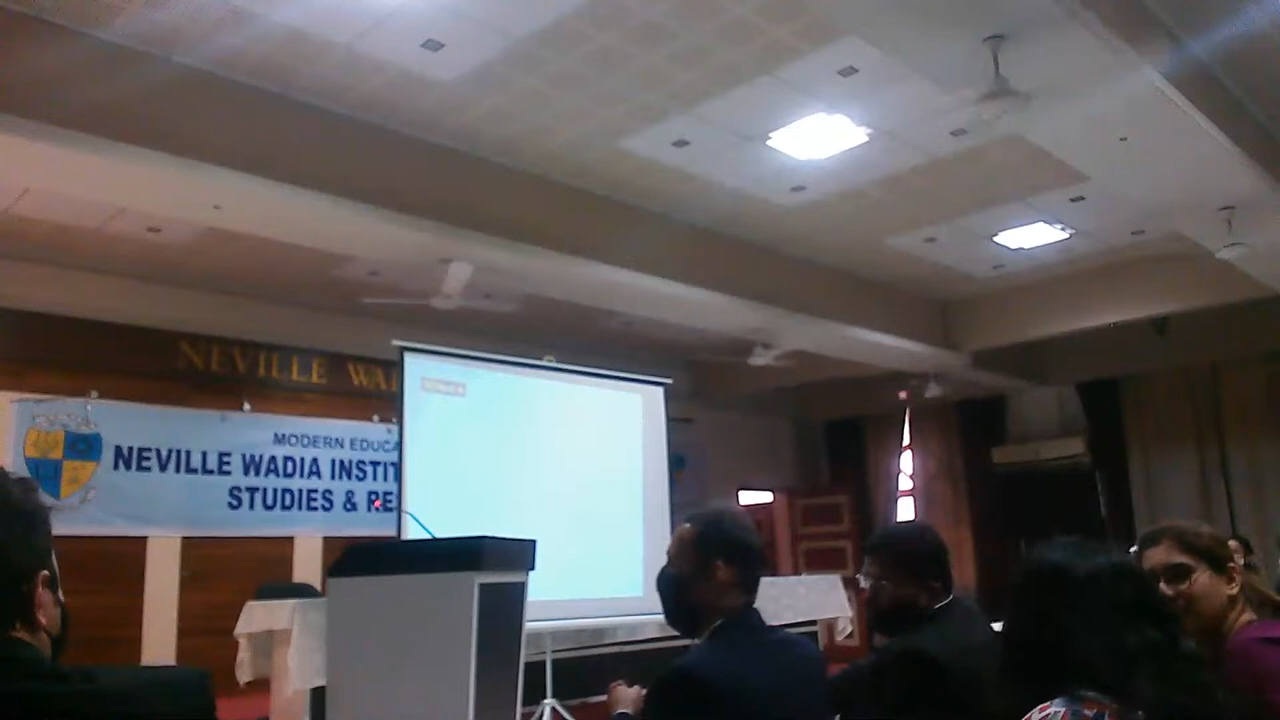 NEVILLE WA
MODERN EDUCA
NEVILLE WADIA INSTIT
STUDIES & RE